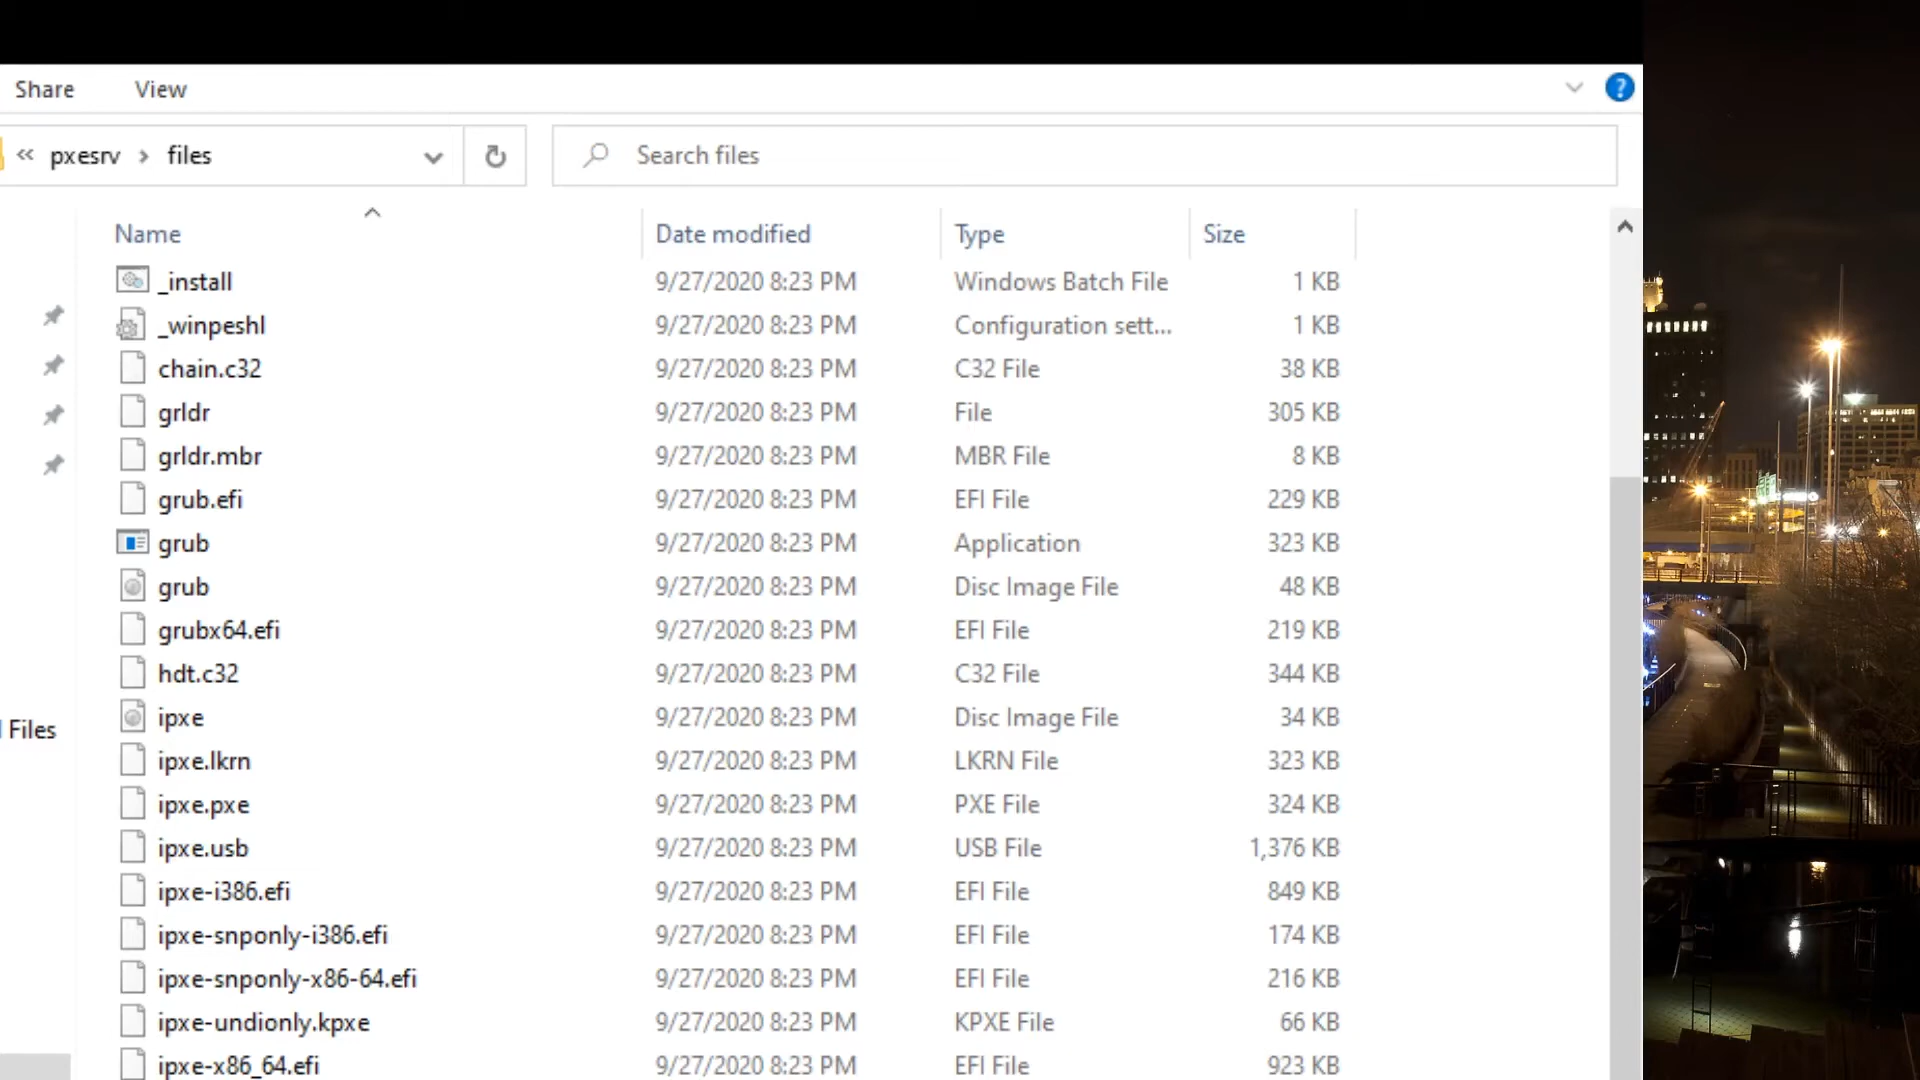 Share View
« pxesrv > files Search files
Name Date modified Type Size
_install 9/27/2020 8:23 PM Windows Batch File 1 KB
_winpeshl 9/27/2020 8:23 PM Configuration sett... 1 KB
chain.c32 9/27/2020 8:23 PM C32 File 38 KB
grldr 9/27/2020 8:23 PM File 305 KB
grldr.mbr 9/27/2020 8:23 PM MBR File 8 KB
grub.efi 9/27/2020 8:23 PM EFI File 229 KB
grub 9/27/2020 8:23 PM Application 323 KB
grub 9/27/2020 8:23 PM Disc Image File 48 KB
grubx64.efi 9/27/2020 8:23 PM EFI File 219 KB
hdt.c32 9/27/2020 8:23 PM C32 File 344 KB
ipxe 9/27/2020 8:23 PM Disc Image File 34 KB
Files
ipxe.lkrn 9/27/2020 8:23 PM LKRN File 323 KB
ipxe.pxe 9/27/2020 8:23 PM PXE File 324 KB
ipxe.usb 9/27/2020 8:23 PM USB File 1,376 KB
ipxe-i386.efi 9/27/2020 8:23 PM EFI File 849 KB
ipxe-snponly-i386.efi 9/27/2020 8:23 PM EFI File 174 KB
ipxe-snponly-x86-64.efi 9/27/2020 8:23 PM EFI File 216 KB
ipxe-undionly.kpxe 9/27/2020 8:23 PM KPXE File 66 KB
ipxe-x86_64.efi 9/27/2020 8:23 PM EFI File 923 KB